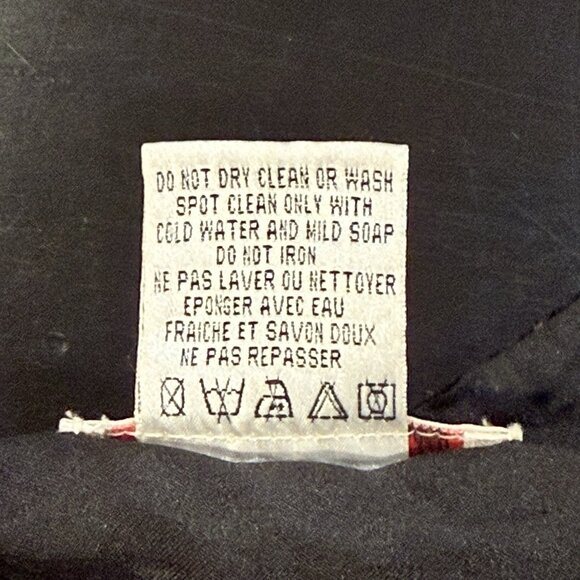 DO NOT DRY CLEAN OR WASH
SPOT CLEAN ONLY WITH
COLD WATER AND MILD SOAP
DO NOT IRON
NE PAS LAVER OU NETTOYER
EPONGER AVEC EAU
FRAICHE ET SAVON DOUX
NE PAS REPASSER